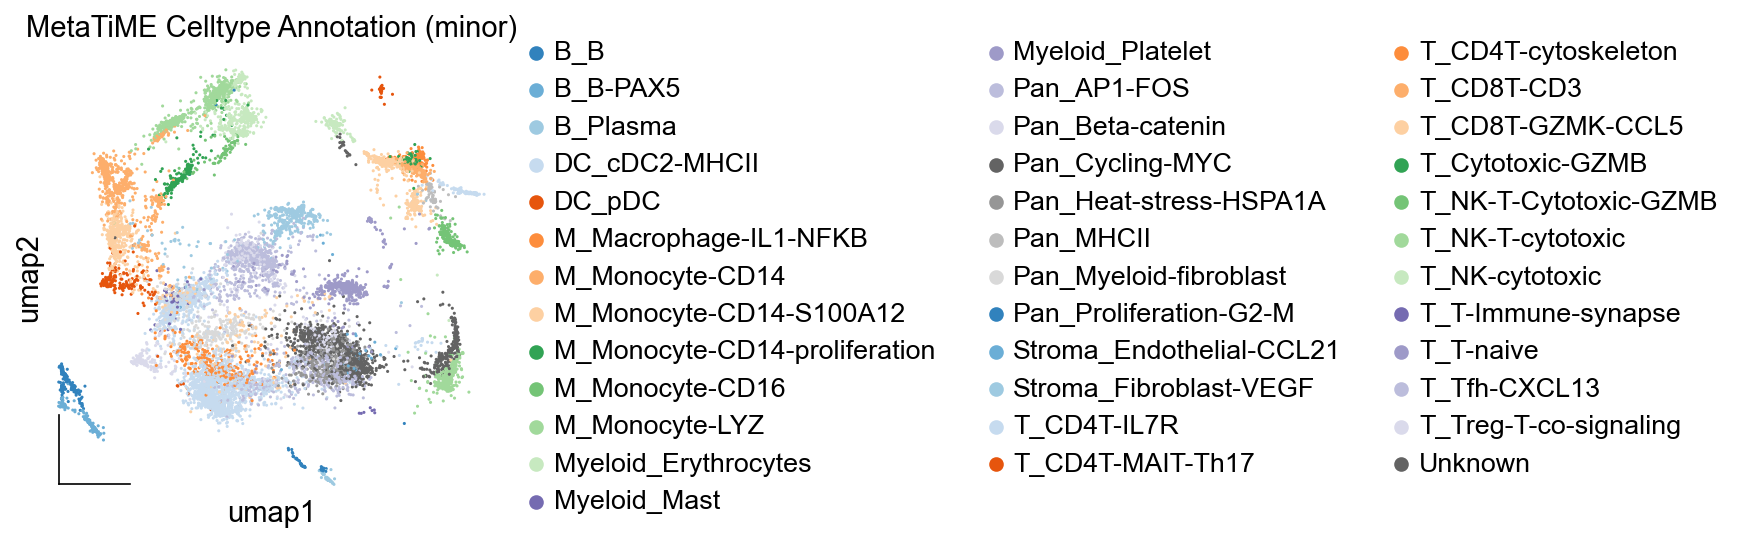 MetaTiME Celltype Annotation (minor)
umap2
umap1
B_B
B_B-PAX5
B_Plasma
DC_cDC2-MHCII
DC_pDC
M_Macrophage-IL1-NFKB
M_Monocyte-CD14
M_Monocyte-CD14-S100A12
M_Monocyte-CD14-proliferation
M_Monocyte-CD16
M_Monocyte-LYZ
Myeloid_Erythrocytes
Myeloid_Mast
Myeloid_Platelet
Pan_AP1-FOS
Pan_Beta-catenin
Pan_Cycling-MYC
Pan_Heat-stress-HSPA1A
Pan_MHCII
Pan_Myeloid-fibroblast
Pan_Proliferation-G2-M
Stroma_Endothelial-CCL21
Stroma_Fibroblast-VEGF
T_CD4T-IL7R
T_CD4T-MAIT-Th17
T_CD4T-cytoskeleton
T_CD8T-CD3
T_CD8T-GZMK-CCL5
T_Cytotoxic-GZMB
T_NK-T-Cytotoxic-GZMB
T_NK-T-cytotoxic
T_NK-cytotoxic
T_T-Immune-synapse
T_T-naive
T_Tfh-CXCL13
T_Treg-T-co-signaling
Unknown